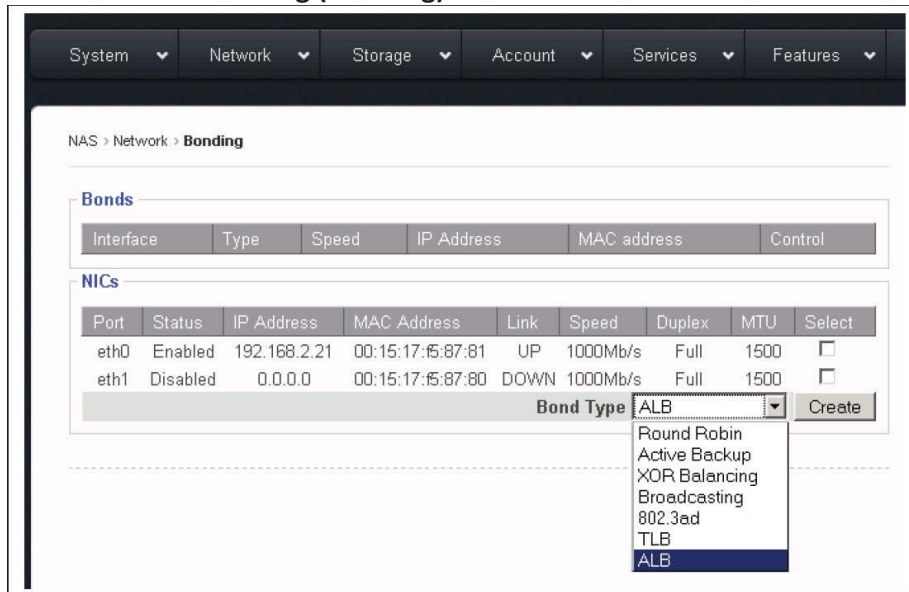 System Network Storage Account Services Features
NAS > Network > Bonding
Bonds
Interface Type Speed IP Address MAC address Control
NICs
Port Status IP Address MAC Address Link Speed Duplex MTU Select
eth0 Enabled 192.168.2.21 00:15:17:f5:87:81 UP 1000Mb/s Full 1500
eth1 Disabled 0.0.0.0 00:15:17:f5:87:80 DOWN 1000Mb/s Full 1500
Bond Type ALB Create
Round Robin
Active Backup
XOR Balancing
Broadcasting
802.3ad
TLB
ALB